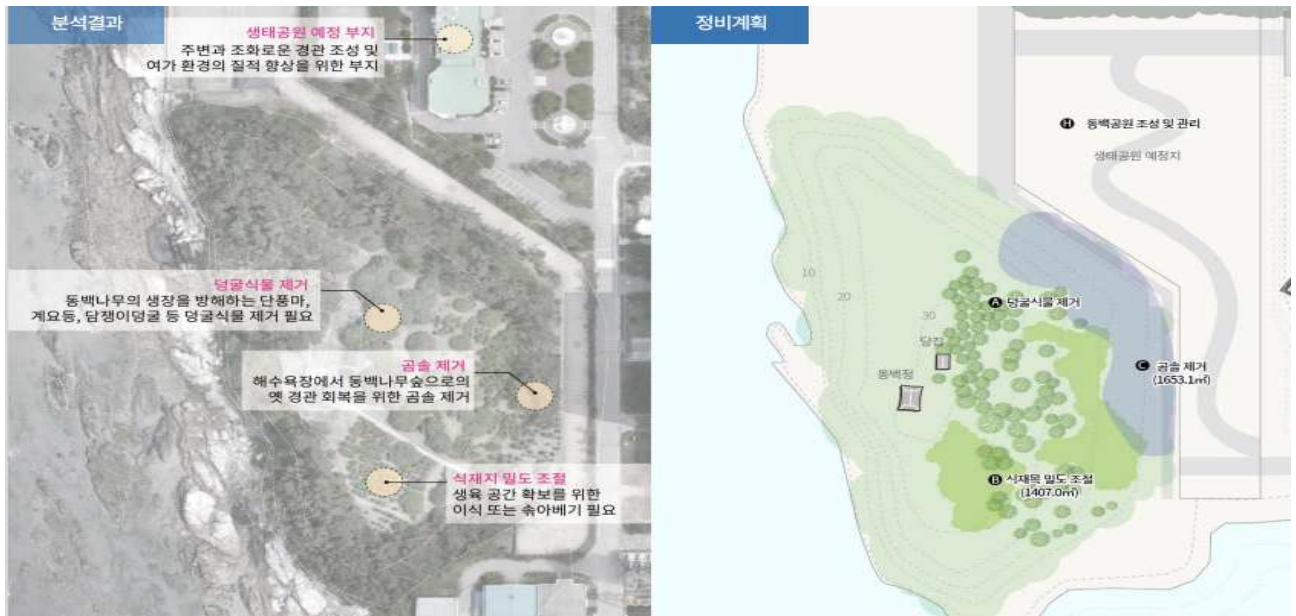 분석결과
생태공원 예정 부지
주변과 조화로운 경관 조성 및
여가 환경의 질적 향상을 위한 부지
덩굴식물 제거
동백나무의 생장을 방해하는 단풍마,
계요등, 담쟁이덩굴 등 덩굴식물 제거 필요
곰솔 제거
해수욕장에서 동백나무숲으로의
옛 경관 회복을 위한 곰솔 제거
식재지 밀도 조절
생육 공간 확보를 위한
이식 또는 솎아베기 필요
정비계획
H 동백공원 조성 및 관리
생태공원 예정지
10
20
30
A 덩굴식물 제거
당집
동백정
C 곰솔 제거
(1653.1㎡)
B 식재목 밀도 조절
(1407.0㎡)